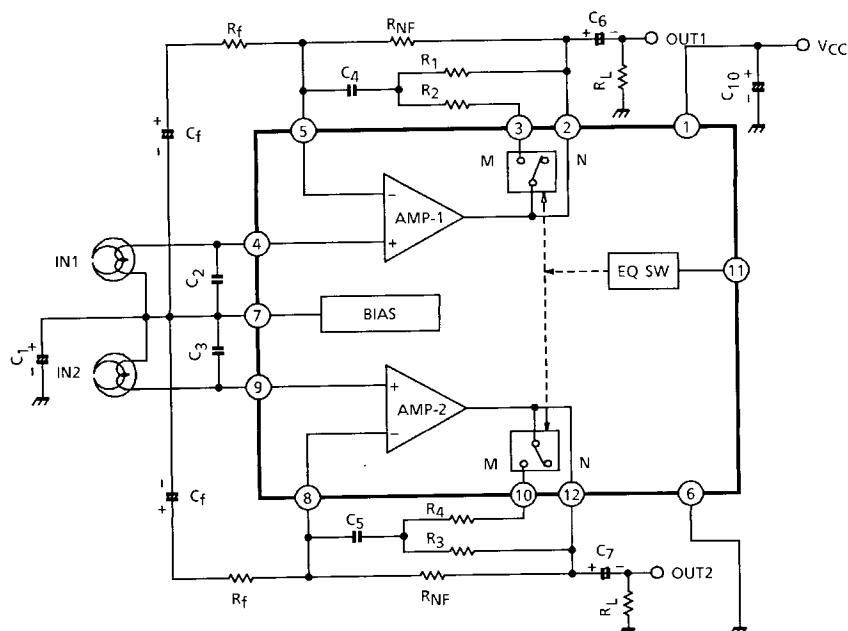 Rf RNF C6 OUT1
C4 R1 R2 RL C10 VCC
Cf 5 3 2 1
M N
AMP-1
− +
IN1 4 C2
EQ SW 11
C1 7 BIAS
IN2 C3 9
+ −
AMP-2
M N
Cf 8 10 12 6
C5 R4 R3
C7 OUT2
Rf RNF RL